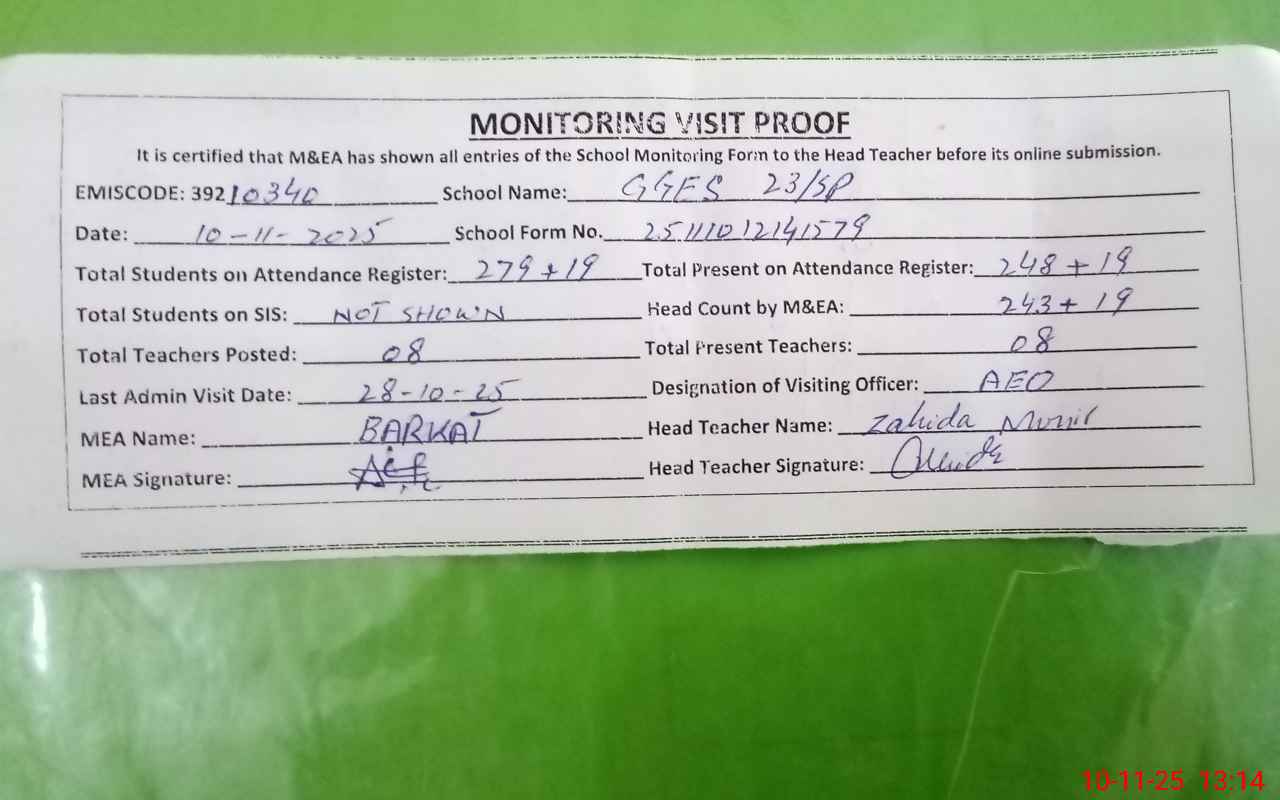 MONITORING VISIT PROOF
It is certified that M&EA has shown all entries of the School Monitoring Form to the Head Teacher before its online submission.
EMISCODE: 39210340 School Name: GGES 23/SP
Date: 10-11-2025 School Form No. 25111012141579
Total Students on Attendance Register: 279+19 Total Present on Attendance Register: 248+19
Total Students on SIS: NOT SHOWN Head Count by M&EA: 243+19
Total Teachers Posted: 08 Total Present Teachers: 08
Last Admin Visit Date: 28-10-25 Designation of Visiting Officer: AEO
MEA Name: BARKAT Head Teacher Name: Zahida Munir
MEA Signature: Head Teacher Signature:
10-11-25 13:14